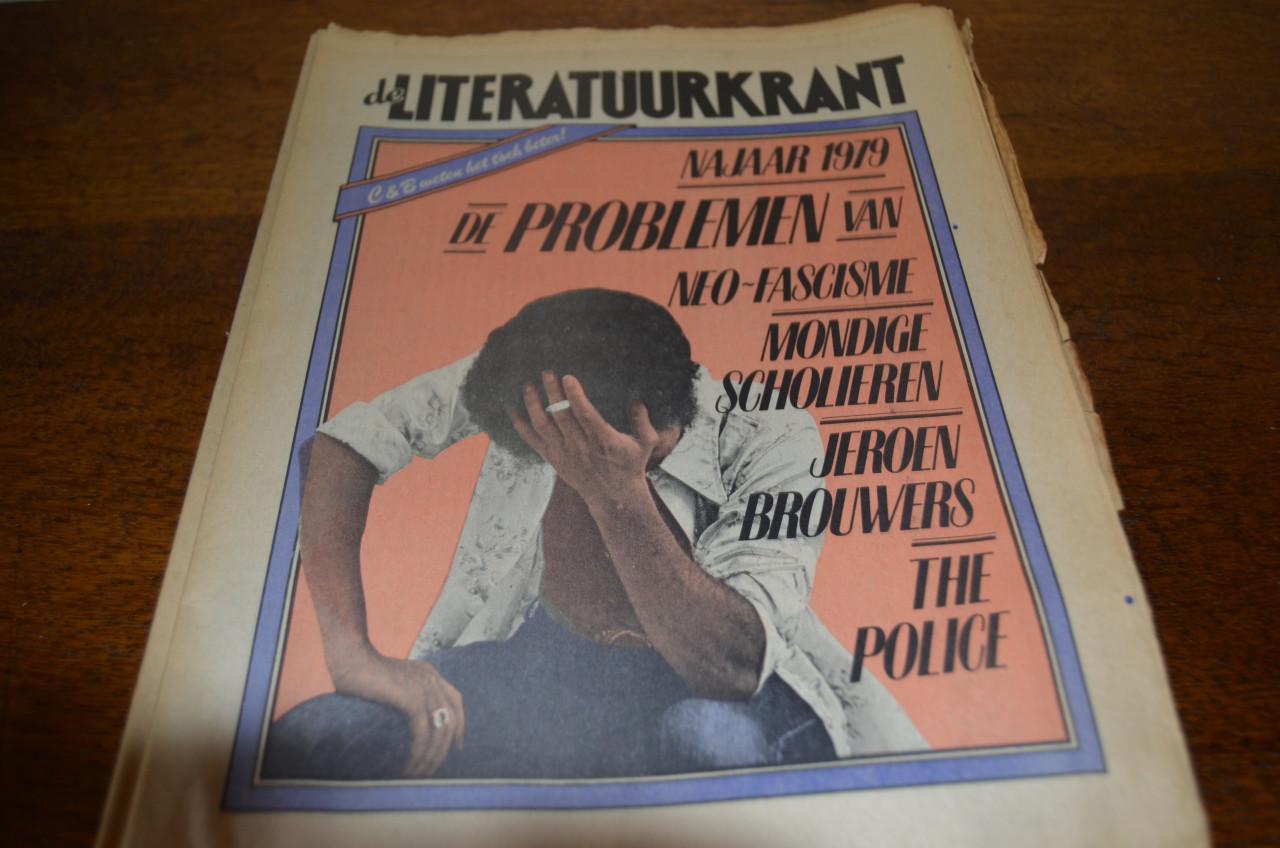 de LITERATUURKRANT
C & B weten het toch beter!
NAJAAR 1979
DE PROBLEMEN VAN
NEO-FASCISME
MONDIGE
SCHOLIEREN
JEROEN
BROUWERS
THE
POLICE